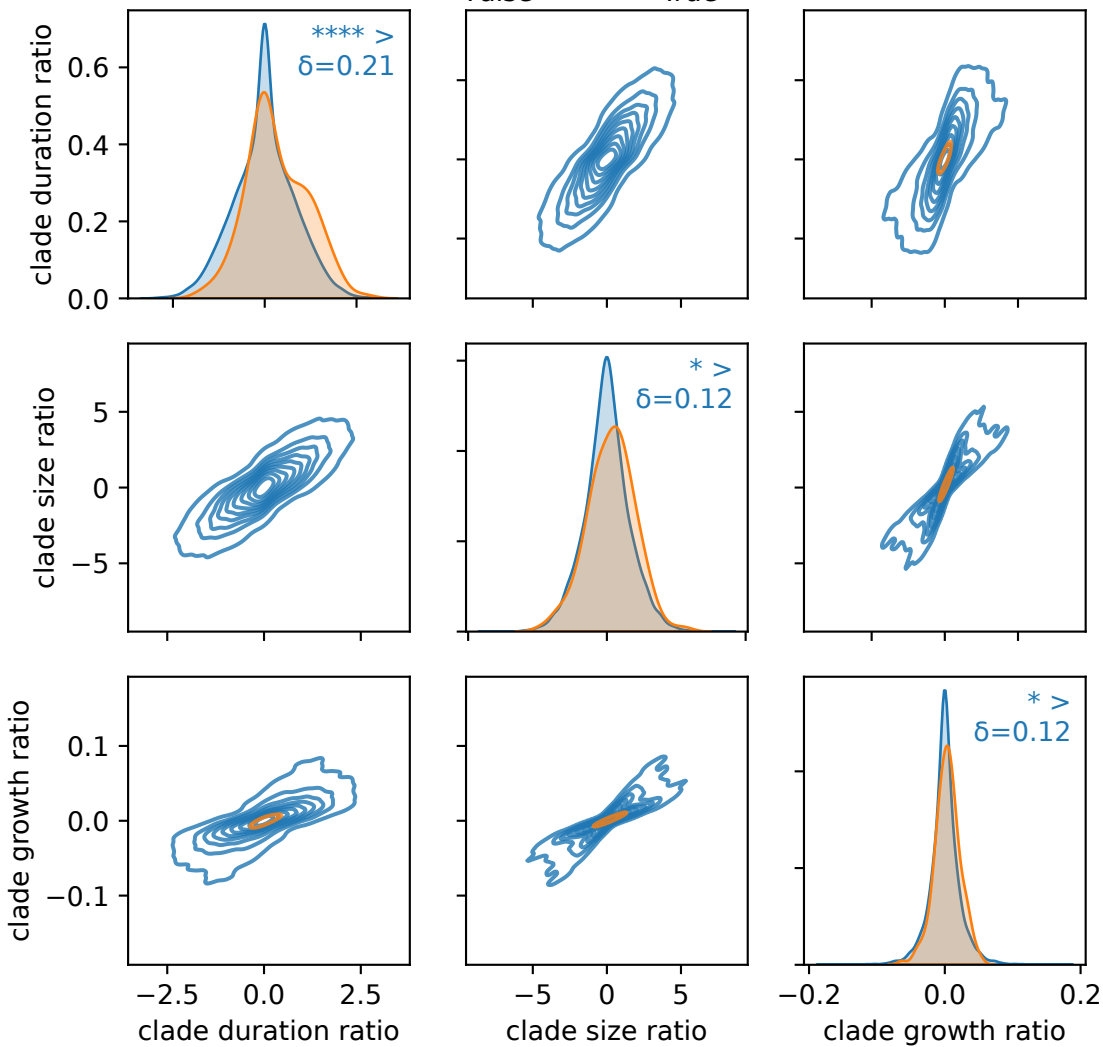 clade duration ratio
0.6
0.4
0.2
0.0
**** >
δ=0.21
clade size ratio
5
0
−5
* >
δ=0.12
clade growth ratio
0.1
0.0
−0.1
* >
δ=0.12
−2.5 0.0 2.5
clade duration ratio
−5 0 5
clade size ratio
−0.2 0.0 0.2
clade growth ratio